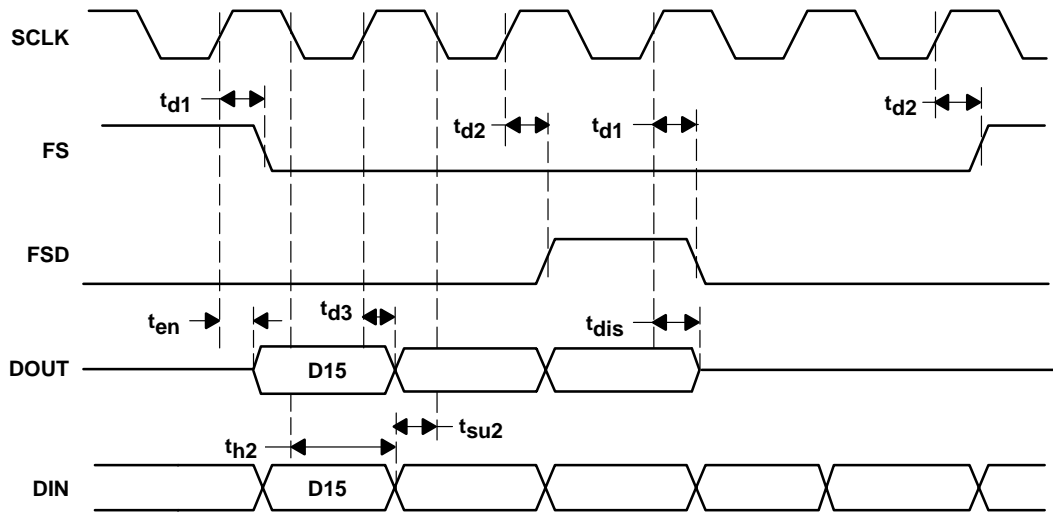 SCLK
td1
td2
td1
td2
FS
FSD
ten
td3
tdis
DOUT
D15
th2
tsu2
DIN
D15